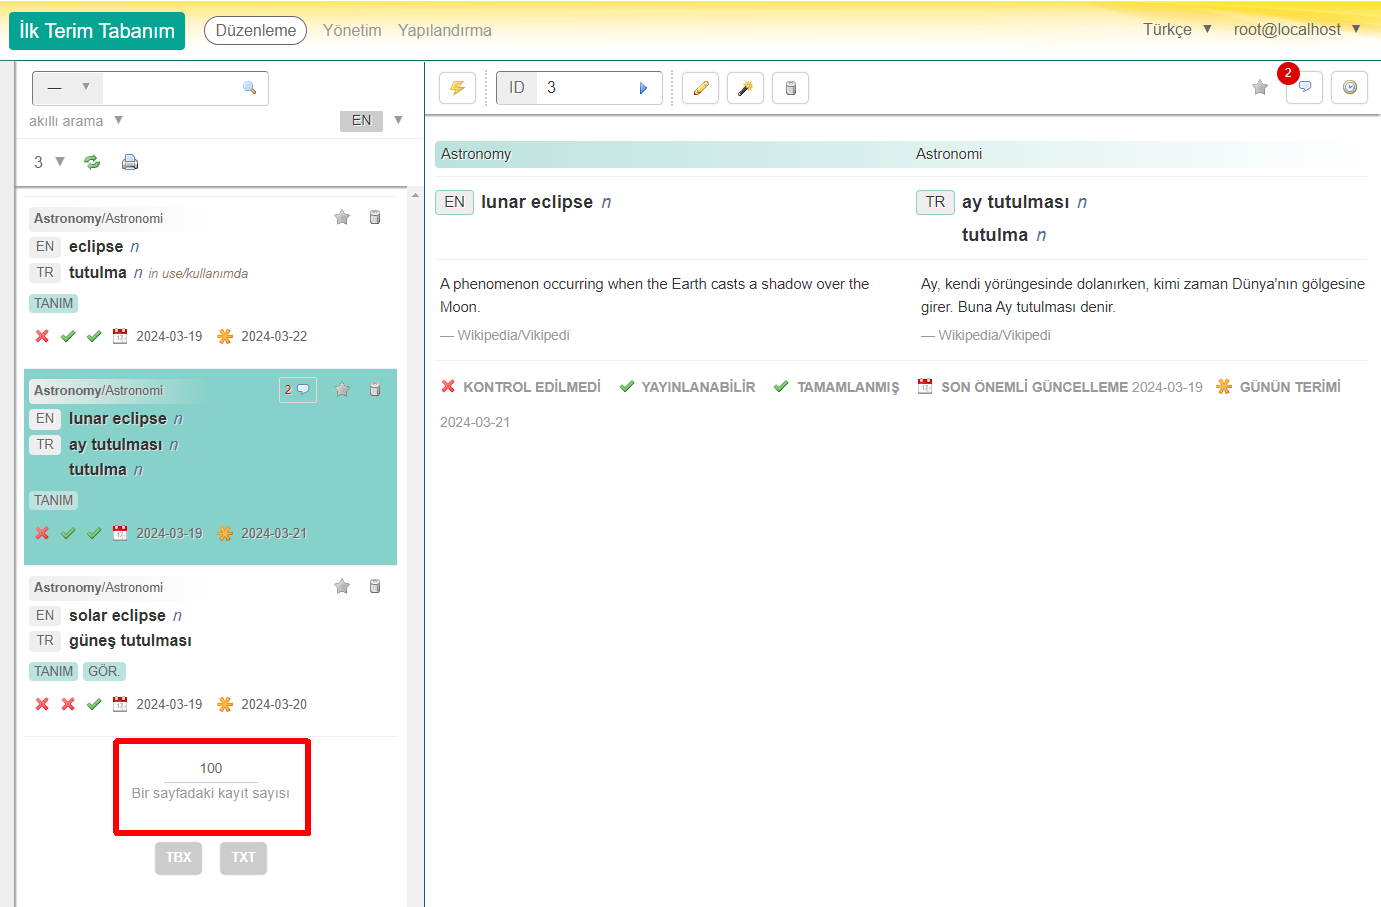 İlk Terim Tabanım
Düzenleme
Yönetim
Yapılandırma
Türkçe
root@localhost
—
akıllı arama
EN
3
Astronomy/Astronomi
EN eclipse n
TR tutulma n in use/kullanımda
TANIM
2024-03-19 2024-03-22
Astronomy/Astronomi 2
EN lunar eclipse n
TR ay tutulması n
tutulma n
TANIM
2024-03-19 2024-03-21
Astronomy/Astronomi
EN solar eclipse n
TR güneş tutulması
TANIM GÖR.
2024-03-19 2024-03-20
100
Bir sayfadaki kayıt sayısı
TBX TXT
ID 3
2
Astronomy Astronomi
EN lunar eclipse n
TR ay tutulması n
tutulma n
A phenomenon occurring when the Earth casts a shadow over the
Moon.
— Wikipedia/Vikipedi
Ay, kendi yörüngesinde dolanırken, kimi zaman Dünya'nın gölgesine
girer. Buna Ay tutulması denir.
— Wikipedia/Vikipedi
KONTROL EDİLMEDİ YAYINLANABİLİR TAMAMLANMIŞ SON ÖNEMLİ GÜNCELLEME 2024-03-19 GÜNÜN TERİMİ
2024-03-21